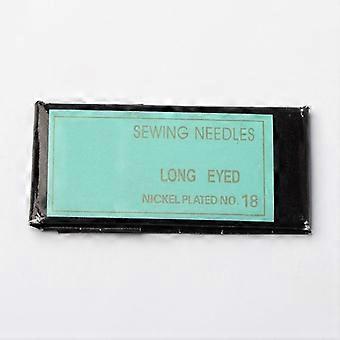 SEWING NEEDLES
LONG EYED
NICKEL PLATED NO. 18